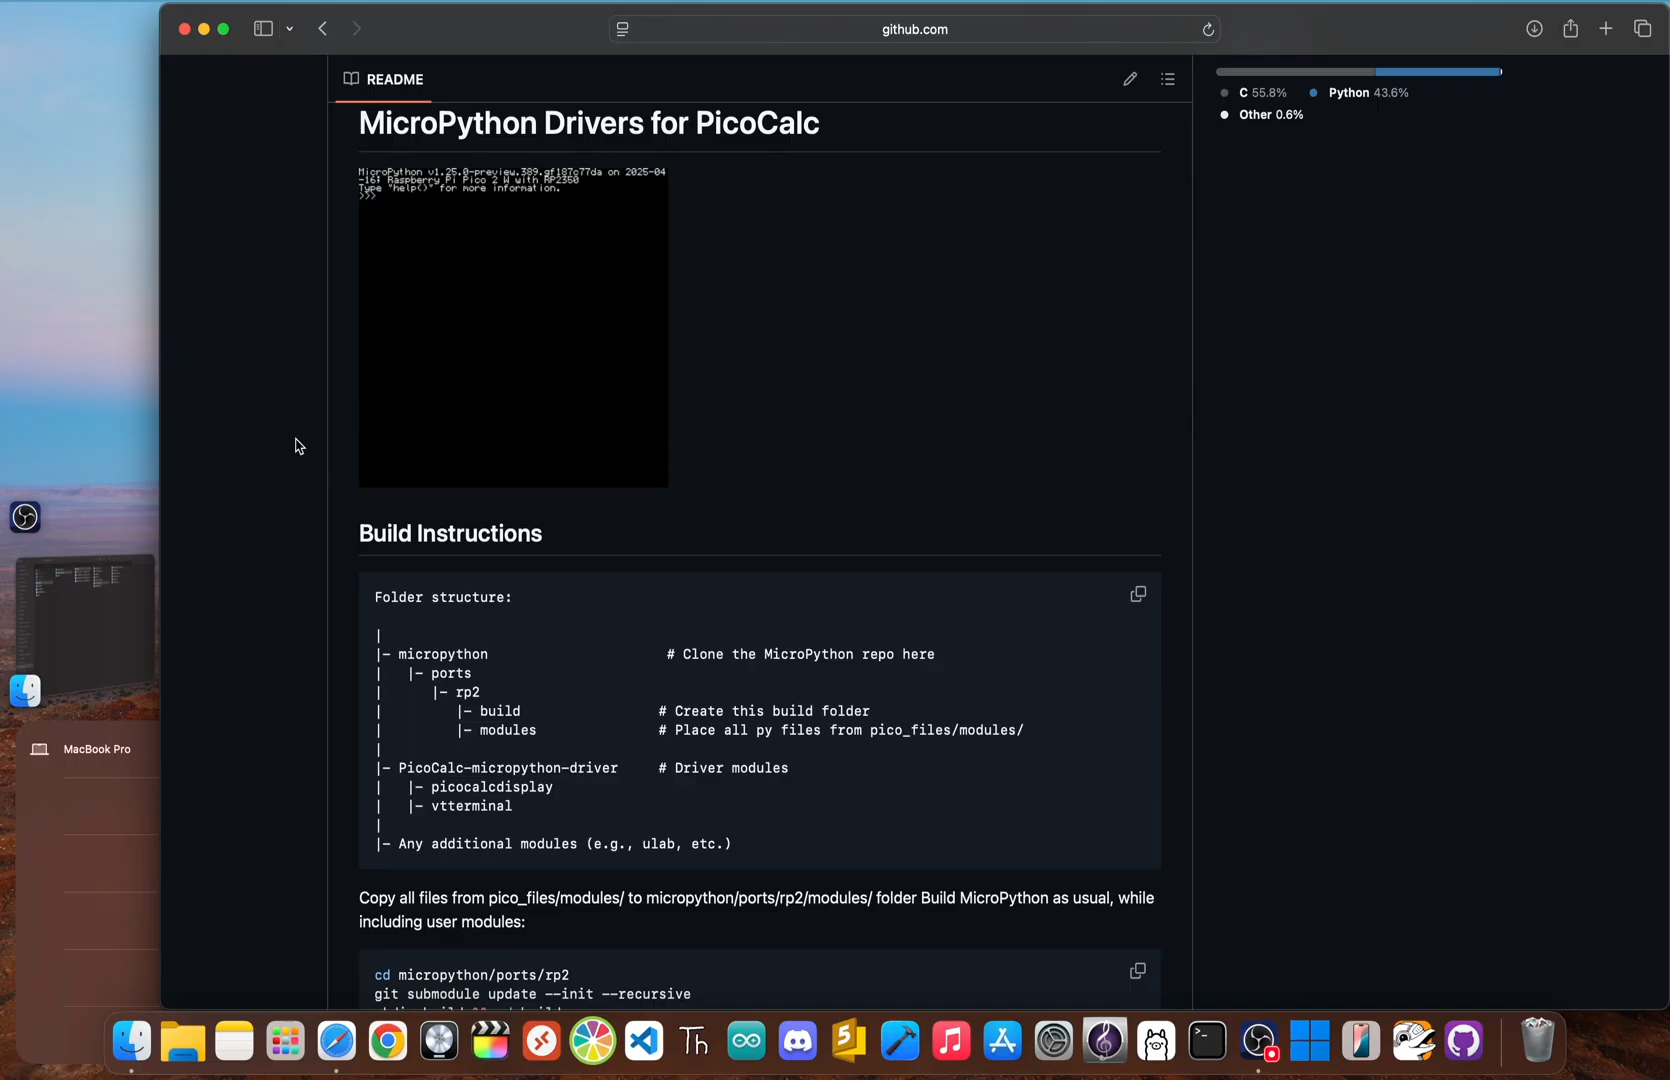 github.com
README
C 55.8% Python 43.6%
Other 0.6%
MicroPython Drivers for PicoCalc
MicroPython v1.25.0-preview.389.gf187c77da on 2025-04
-16; Raspberry Pi Pico 2 W with RP2350
Type "help()" for more information.
>>>
Build Instructions
Folder structure:
|
|- micropython # Clone the MicroPython repo here
| |- ports
| |- rp2
| |- build # Create this build folder
| |- modules # Place all py files from pico_files/modules/
|
|- PicoCalc-micropython-driver # Driver modules
| |- picocalcdisplay
| |- vtterminal
|
|- Any additional modules (e.g., ulab, etc.)
Copy all files from pico_files/modules/ to micropython/ports/rp2/modules/ folder Build MicroPython as usual, while
including user modules:
cd micropython/ports/rp2
git submodule update --init --recursive
MacBook Pro
Th